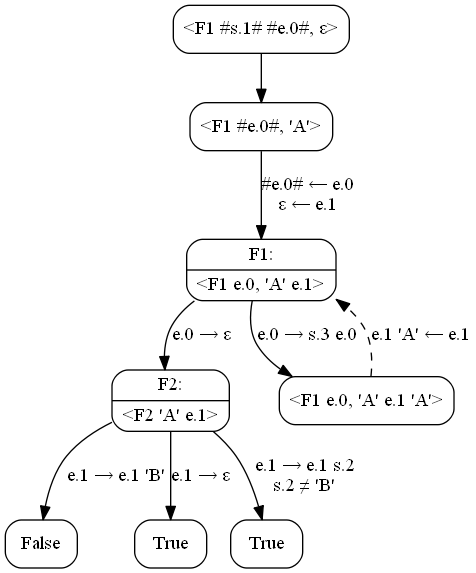 <F1 #s.1# #e.0#, ε>
<F1 #e.0#, 'A'>
#e.0# ← e.0
ε ← e.1
F1:
<F1 e.0, 'A' e.1>
e.0 → ε
e.0 → s.3 e.0
e.1 'A' ← e.1
F2:
<F2 'A' e.1>
<F1 e.0, 'A' e.1 'A'>
e.1 → e.1 'B'
e.1 → ε
e.1 → e.1 s.2
s.2 ≠ 'B'
False
True
True